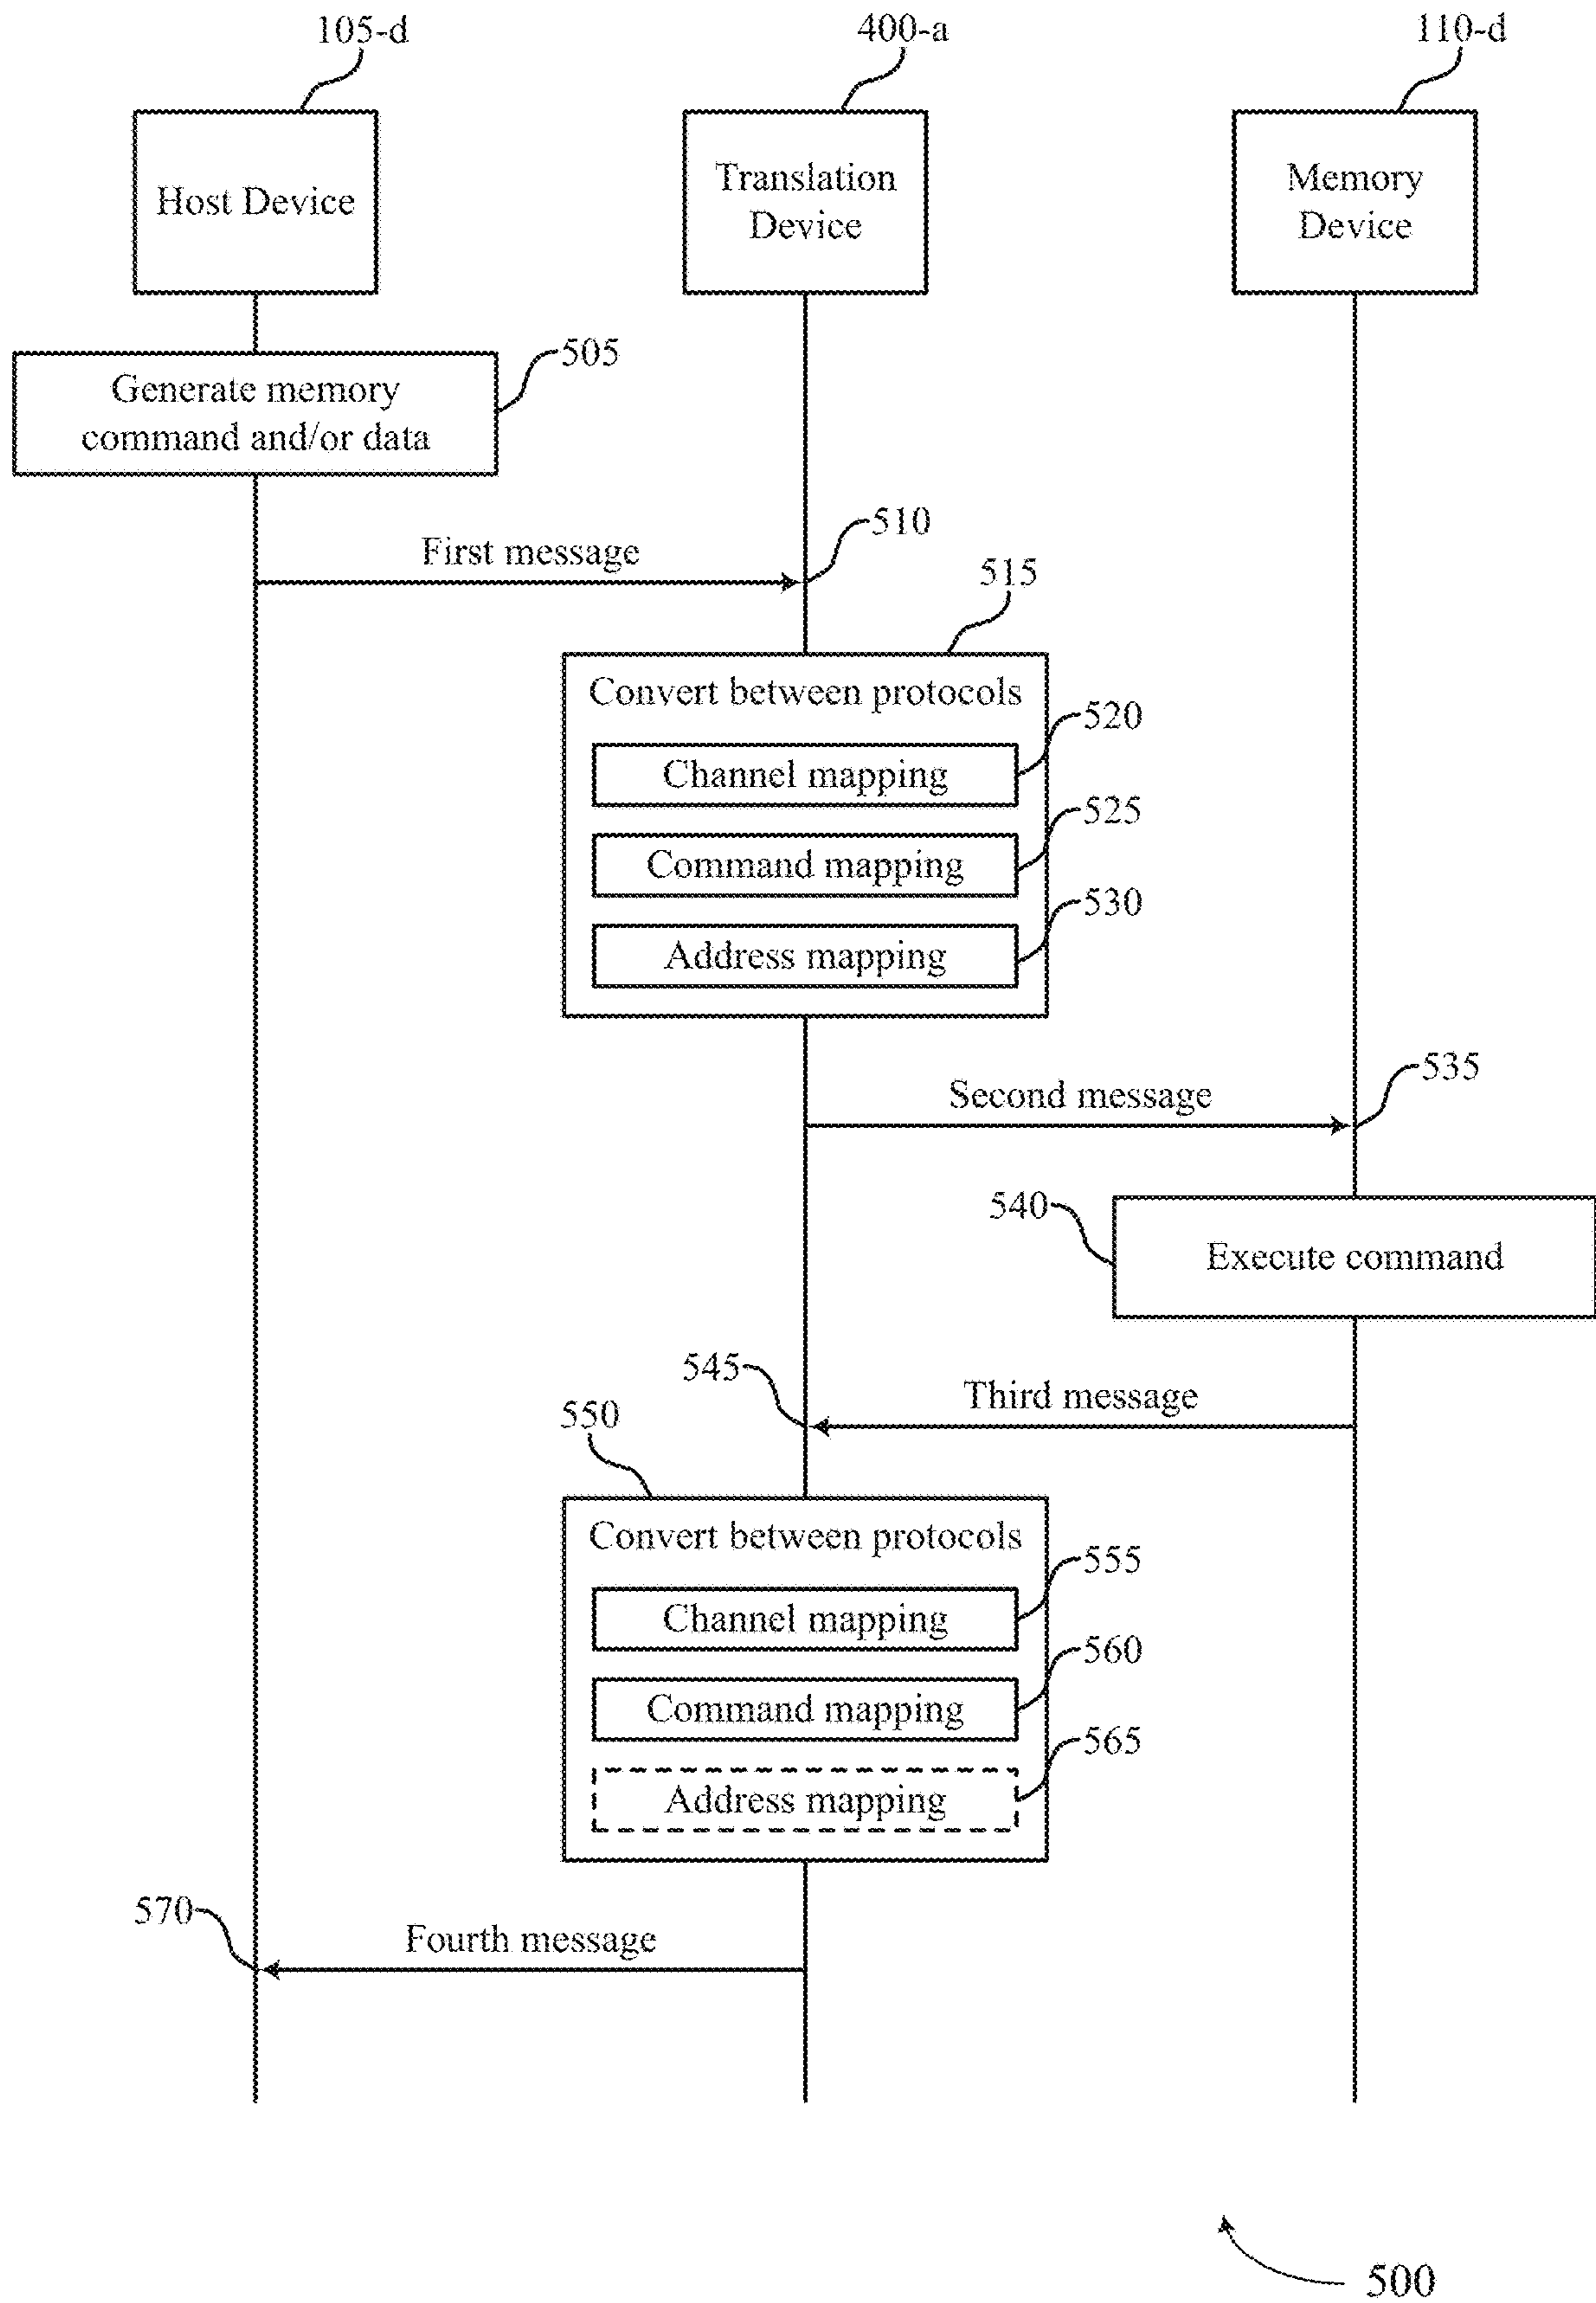 105-d
400-a
110-d
Host Device
Translation
Device
Memory
Device
505
Generate memory
command and/or data
510
First message
515
Convert between protocols
520
Channel mapping
525
Command mapping
530
Address mapping
535
Second message
540
Execute command
545
Third message
550
Convert between protocols
555
Channel mapping
560
Command mapping
565
Address mapping
570
Fourth message
500